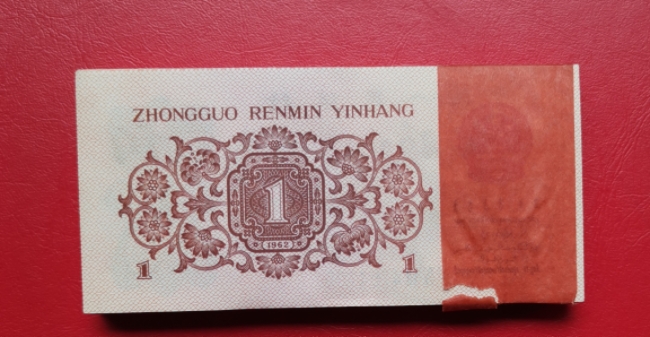 ZHONGGUO RENMIN YINHANG
1
(1962)
1 1